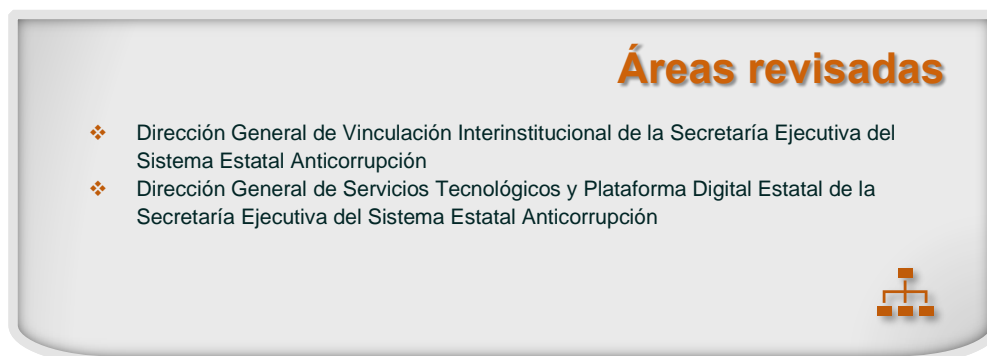 Áreas revisadas
❖ Dirección General de Vinculación Interinstitucional de la Secretaría Ejecutiva del
Sistema Estatal Anticorrupción
❖ Dirección General de Servicios Tecnológicos y Plataforma Digital Estatal de la
Secretaría Ejecutiva del Sistema Estatal Anticorrupción